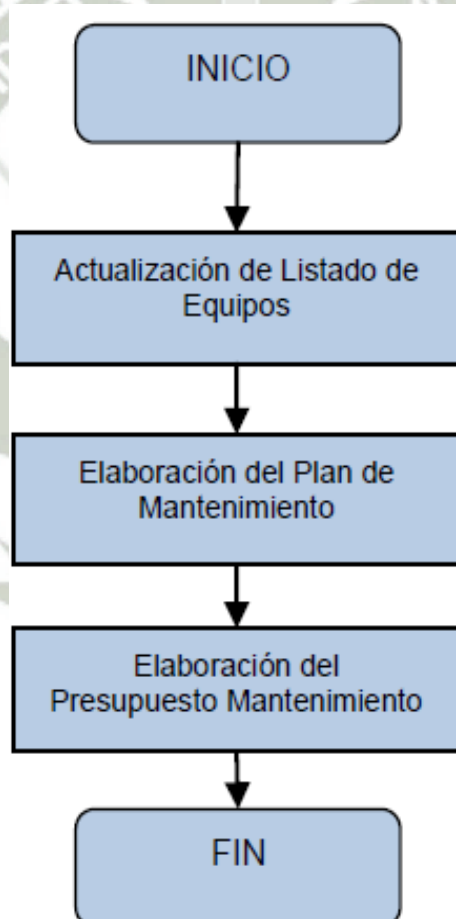 INICIO
Actualización de Listado de
Equipos
Elaboración del Plan de
Mantenimiento
Elaboración del
Presupuesto Mantenimiento
FIN